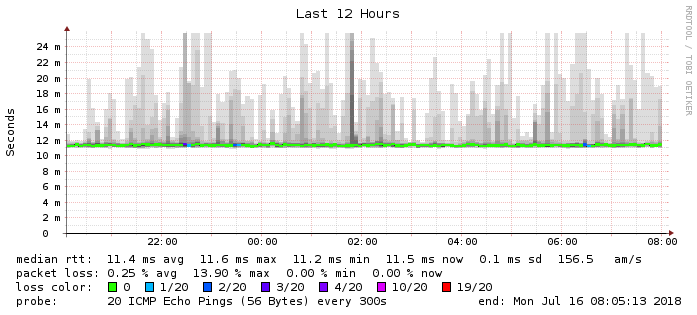 Last 12 Hours
RRDTOOL / TOBI OETIKER
Seconds
24 m
22 m
20 m
18 m
16 m
14 m
12 m
10 m
8 m
6 m
4 m
2 m
0
22:00 00:00 02:00 04:00 06:00 08:00
median rtt: 11.4 ms avg 11.6 ms max 11.2 ms min 11.5 ms now 0.1 ms sd 156.5 am/s
packet loss: 0.25 % avg 13.90 % max 0.00 % min 0.00 % now
loss color: 0 1/20 2/20 3/20 4/20 10/20 19/20
probe: 20 ICMP Echo Pings (56 Bytes) every 300s end: Mon Jul 16 08:05:13 2018